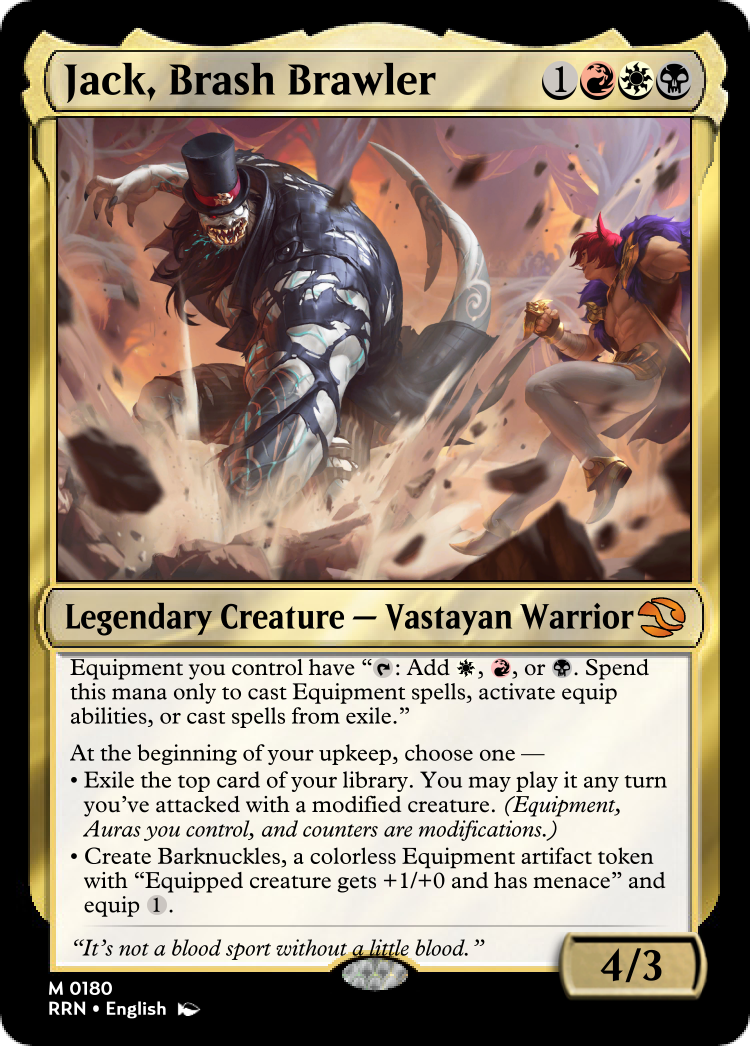 Jack, Brash Brawler 1
Legendary Creature — Vastayan Warrior
Equipment you control have “: Add , , or . Spend
this mana only to cast Equipment spells, activate equip
abilities, or cast spells from exile.”
At the beginning of your upkeep, choose one —
• Exile the top card of your library. You may play it any turn
you’ve attacked with a modified creature. (Equipment,
Auras you control, and counters are modifications.)
• Create Barknuckles, a colorless Equipment artifact token
with “Equipped creature gets +1/+0 and has menace” and
equip 1.
“It’s not a blood sport without a little blood.”
4/3
M 0180
RRN • English